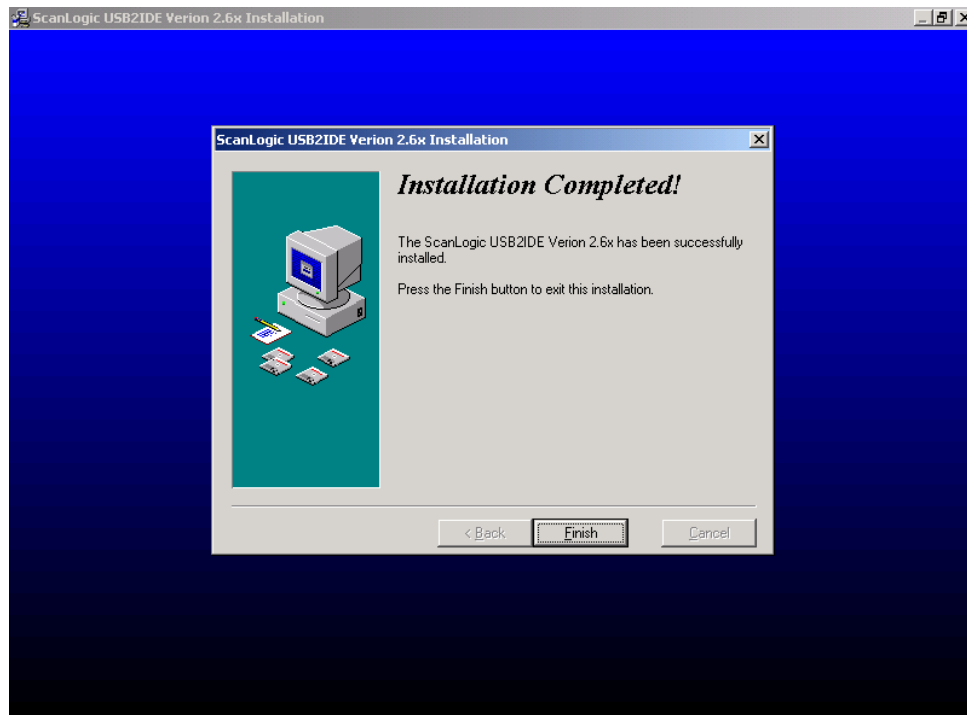 ScanLogic USB2IDE Verion 2.6x Installation
ScanLogic USB2IDE Verion 2.6x Installation
Installation Completed!
The ScanLogic USB2IDE Verion 2.6x has been successfully
installed.
Press the Finish button to exit this installation.
< Back Finish Cancel